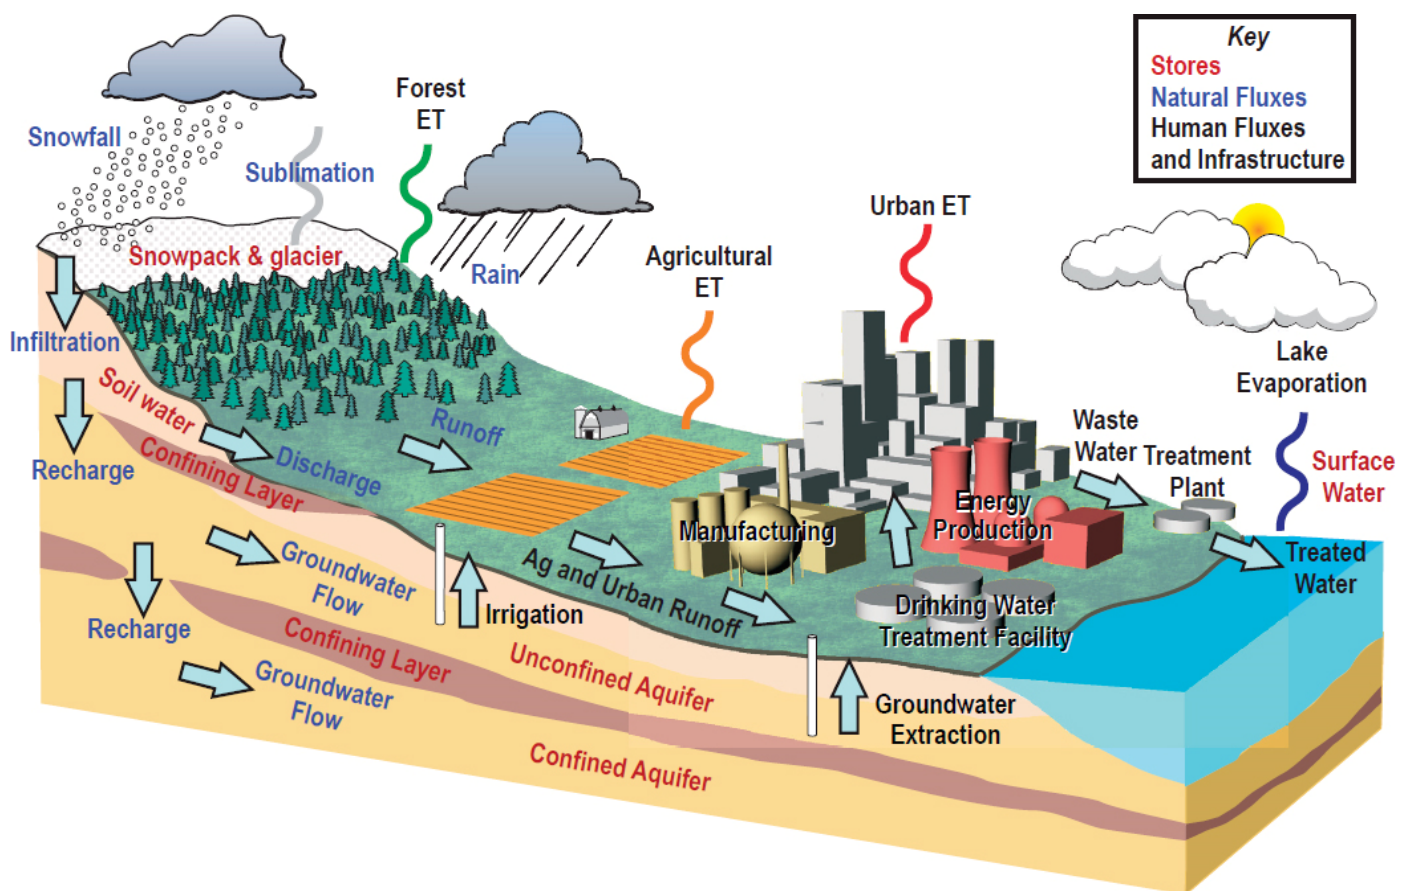 Key
Stores
Natural Fluxes
Human Fluxes
and Infrastructure
Snowfall
Sublimation
Forest
ET
Rain
Snowpack & glacier
Urban ET
Agricultural
ET
Infiltration
Soil water
Recharge
Confining Layer
Discharge
Runoff
Lake
Evaporation
Waste
Water
Treatment
Plant
Surface
Water
Manufacturing
Energy
Production
Treated
Water
Groundwater
Flow
Irrigation
Ag and Urban Runoff
Drinking Water
Treatment Facility
Recharge
Confining Layer
Unconfined Aquifer
Groundwater
Flow
Groundwater
Extraction
Confined Aquifer